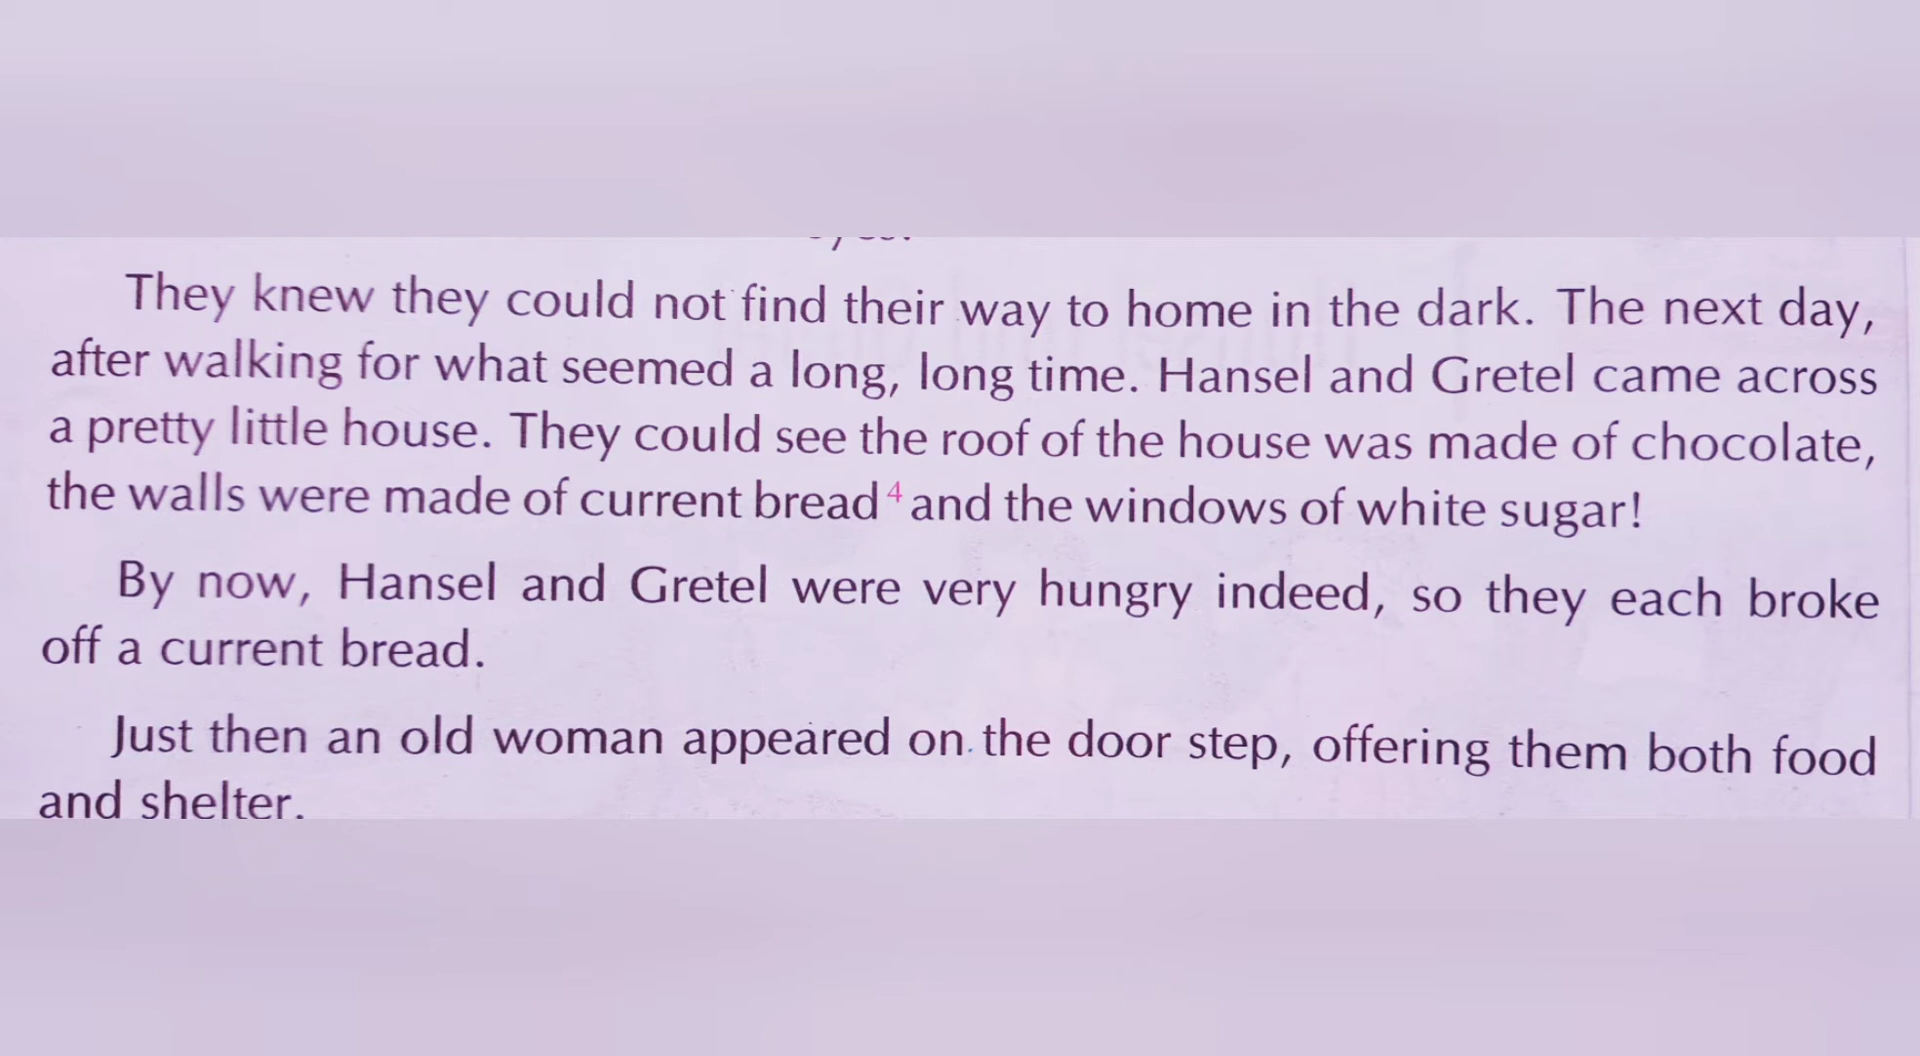 They knew they could not find their way to home in the dark. The next day,
after walking for what seemed a long, long time. Hansel and Gretel came across
a pretty little house. They could see the roof of the house was made of chocolate,
the walls were made of current bread 4 and the windows of white sugar!
By now, Hansel and Gretel were very hungry indeed, so they each broke
off a current bread.
Just then an old woman appeared on the door step, offering them both food
and shelter.